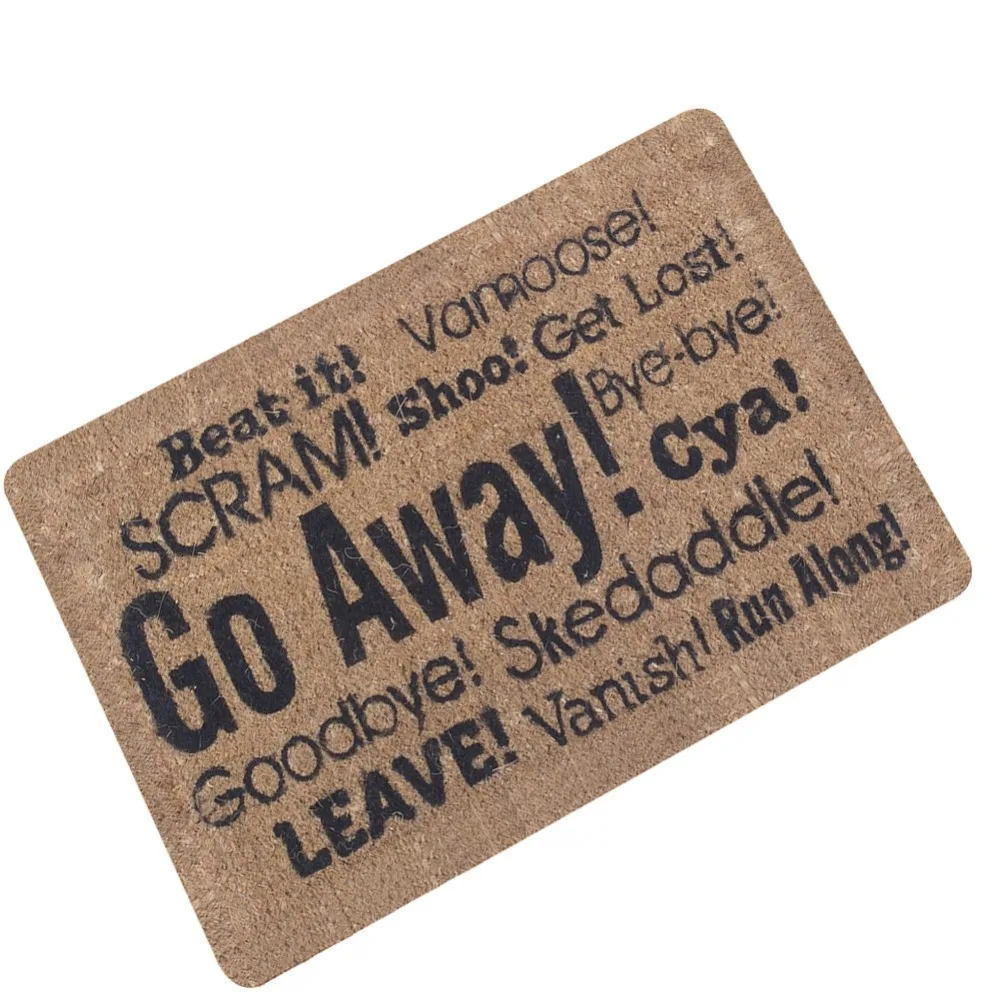 Vamoose!
Beat it! Shoo! Get Lost!
SCRAM! Bye-bye!
Go Away! cya!
Goodbye! Skedaddle!
LEAVE! Vanish! Run Along!